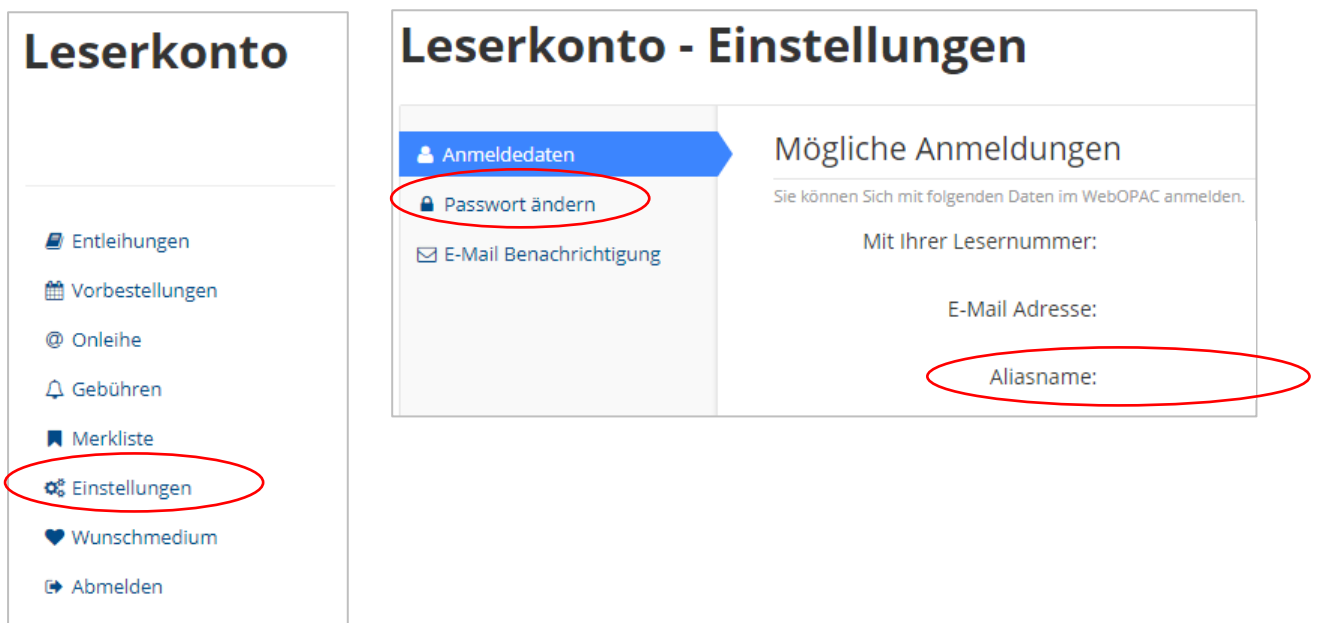 Leserkonto
Entleihungen
Vorbestellungen
@ Onleihe
Gebühren
Merkliste
Einstellungen
Wunschmedium
Abmelden
Leserkonto - Einstellungen
Anmeldedaten
Passwort ändern
E-Mail Benachrichtigung
Mögliche Anmeldungen
Sie können Sich mit folgenden Daten im WebOPAC anmelden.
Mit Ihrer Lesernummer:
E-Mail Adresse:
Aliasname: